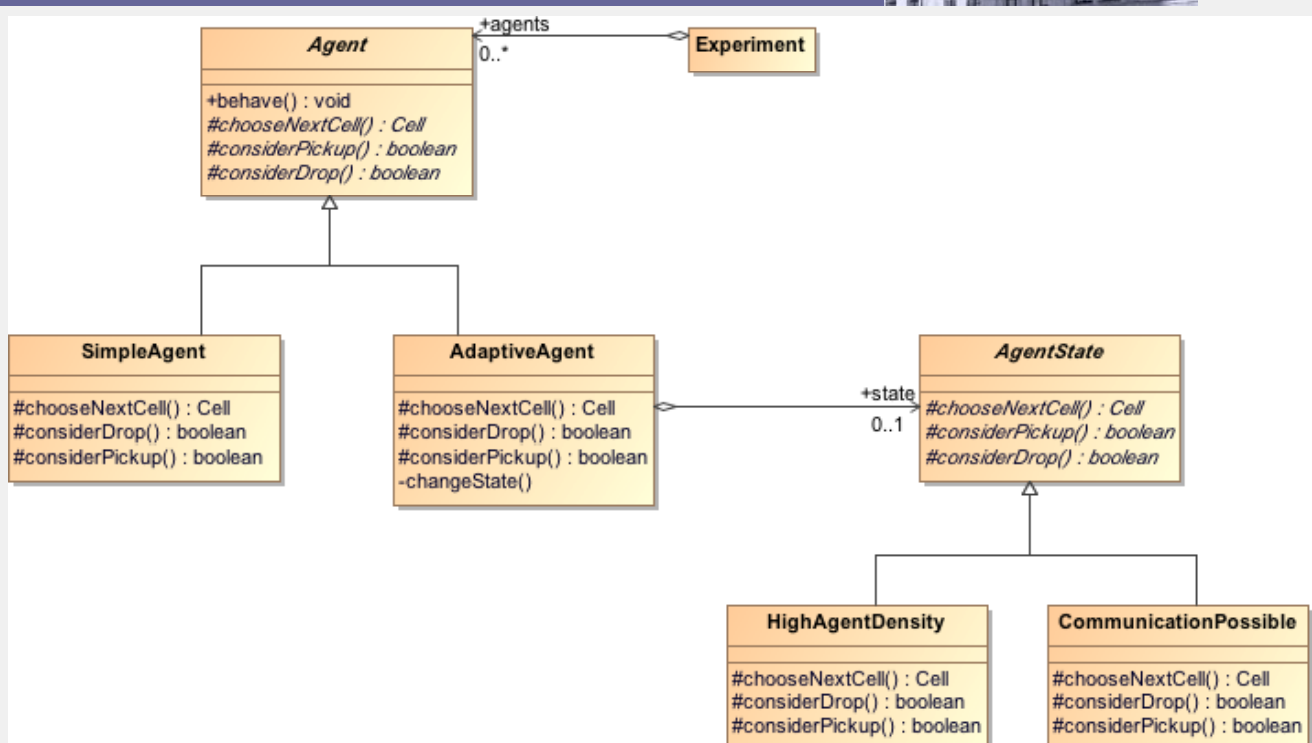 +agents
0..*
Agent
Experiment
+behave() : void
#chooseNextCell() : Cell
#considerPickup() : boolean
#considerDrop() : boolean
SimpleAgent
#chooseNextCell() : Cell
#considerDrop() : boolean
#considerPickup() : boolean
AdaptiveAgent
#chooseNextCell() : Cell
#considerDrop() : boolean
#considerPickup() : boolean
-changeState()
+state
0..1
AgentState
#chooseNextCell() : Cell
#considerPickup() : boolean
#considerDrop() : boolean
HighAgentDensity
#chooseNextCell() : Cell
#considerDrop() : boolean
#considerPickup() : boolean
CommunicationPossible
#chooseNextCell() : Cell
#considerDrop() : boolean
#considerPickup() : boolean